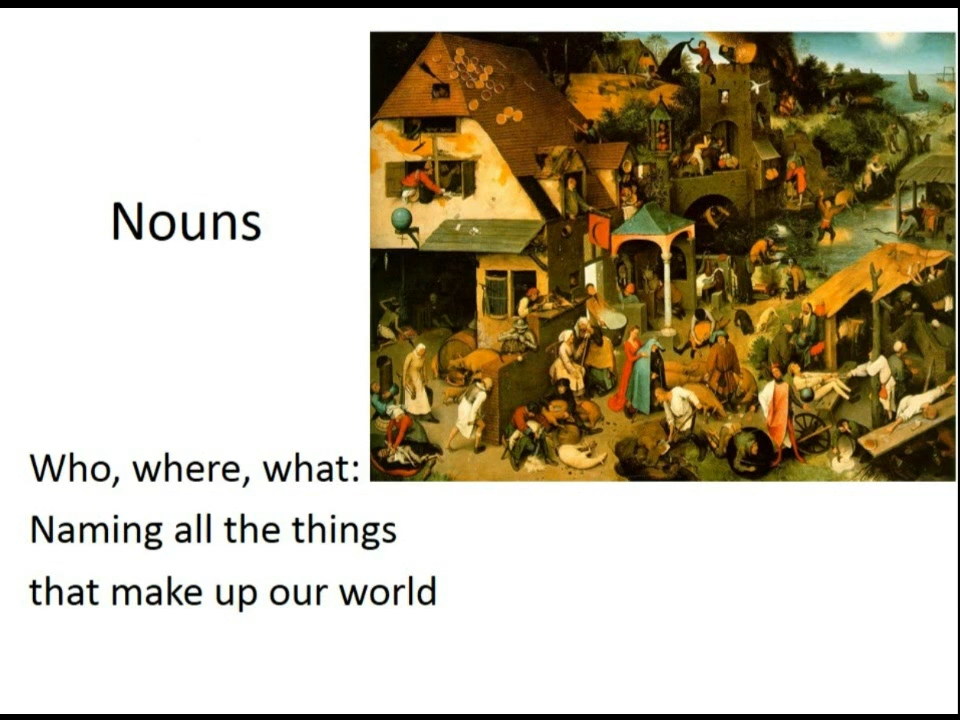 Nouns
Who, where, what:
Naming all the things
that make up our world